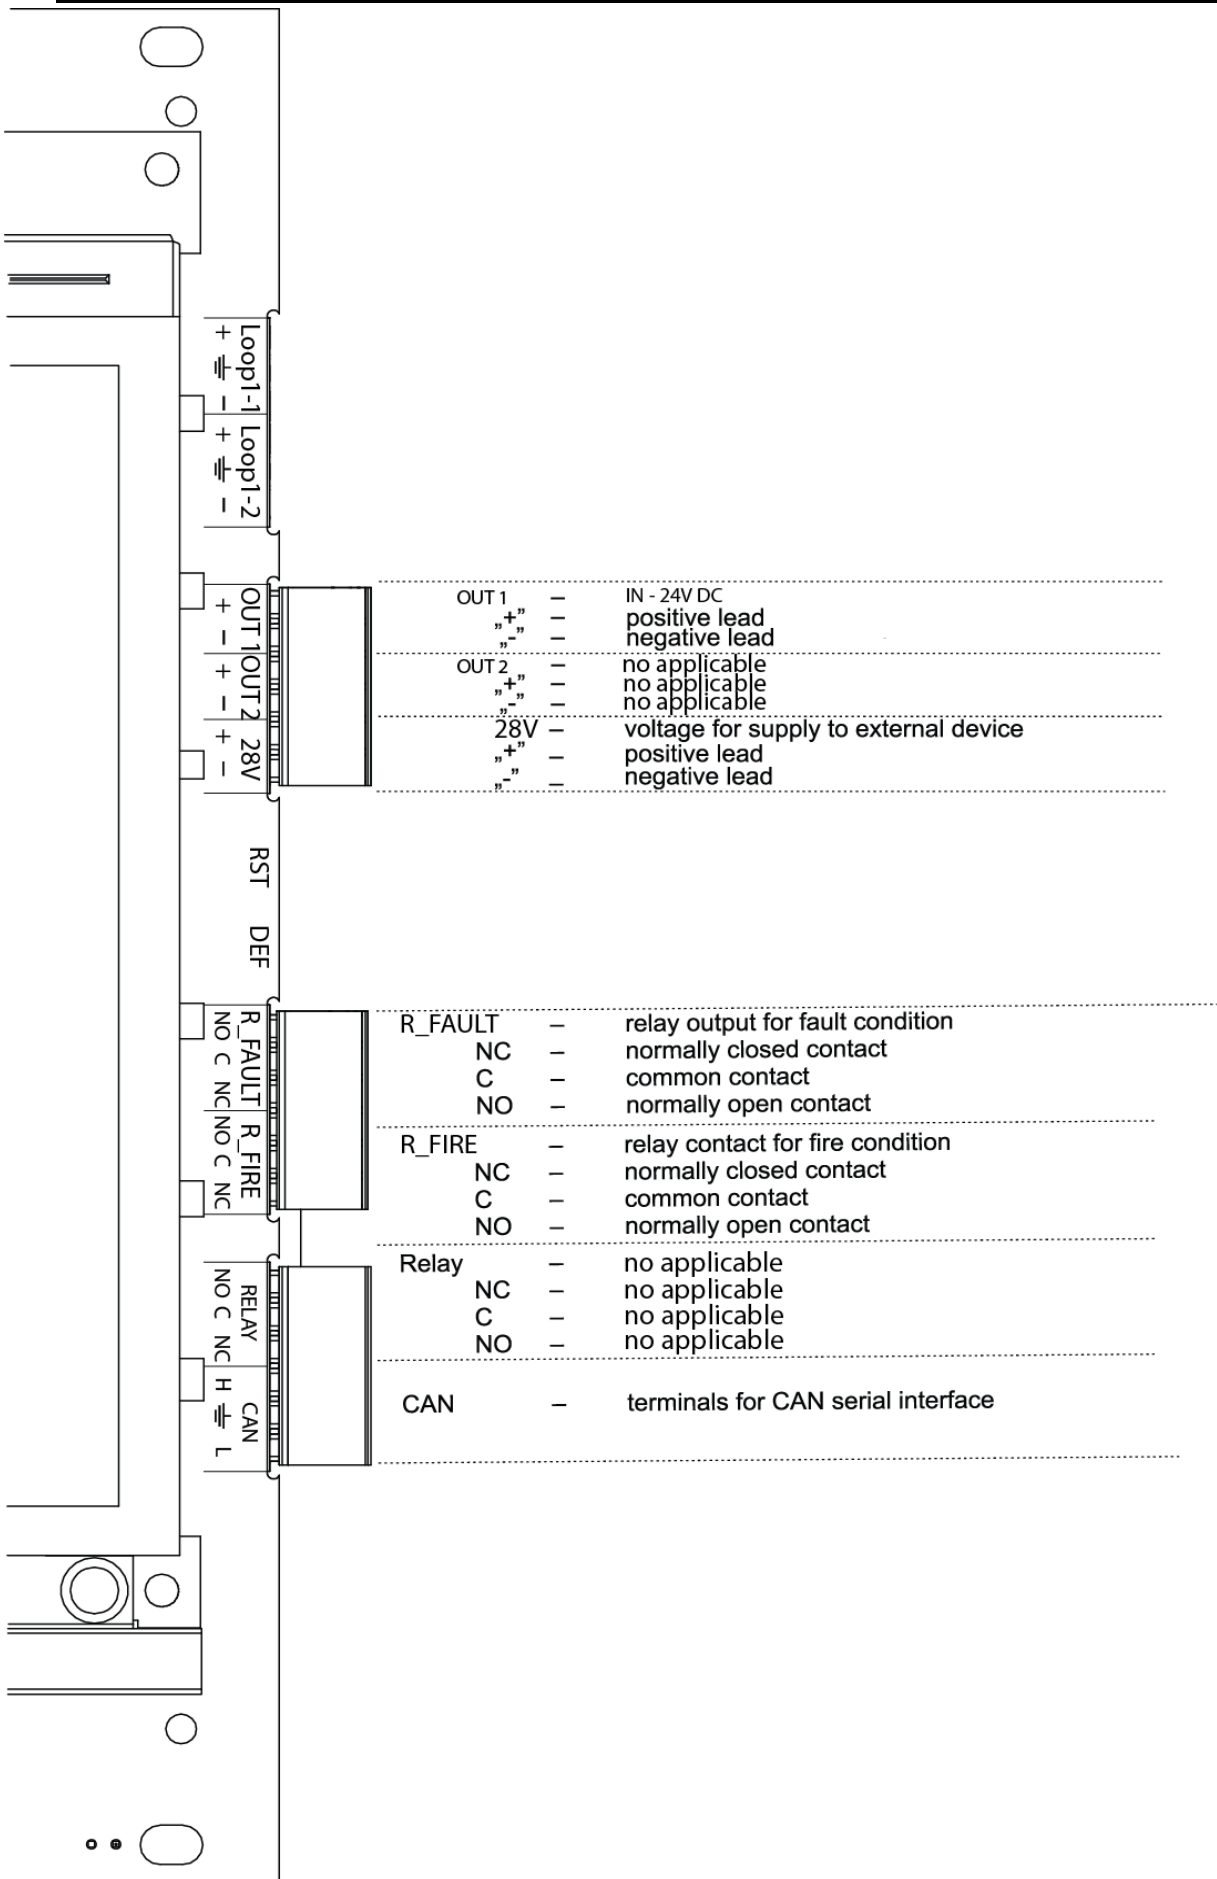 Loop1-1
+ ⏚ -
Loop1-2
+ ⏚ -
OUT 1
+ -
OUT 2
+ -
28V
+ -
OUT 1 – IN - 24V DC
„+” – positive lead
„-” – negative lead
OUT 2 – no applicable
„+” – no applicable
„-” – no applicable
28V – voltage for supply to external device
„+” – positive lead
„-” – negative lead
RST
DEF
R_FAULT
NO C NC
R_FIRE
NO C NC
R_FAULT – relay output for fault condition
NC – normally closed contact
C – common contact
NO – normally open contact
R_FIRE – relay contact for fire condition
NC – normally closed contact
C – common contact
NO – normally open contact
RELAY
NO C NC
CAN
H ⏚ L
Relay – no applicable
NC – no applicable
C – no applicable
NO – no applicable
CAN – terminals for CAN serial interface